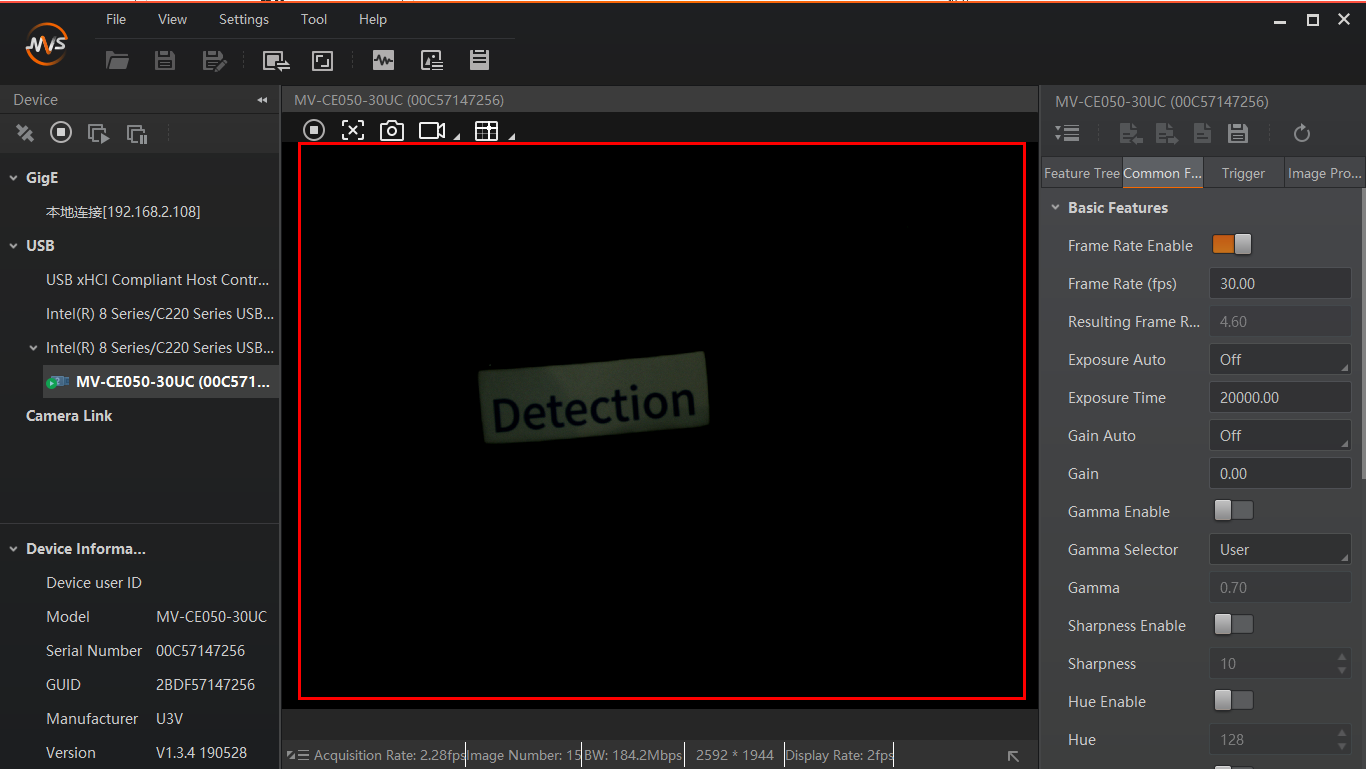 MVS
File View Settings Tool Help
Device
MV-CE050-30UC (00C57147256)
MV-CE050-30UC (00C57147256)
GigE
本地连接[192.168.2.108]
USB
USB xHCI Compliant Host Contr...
Intel(R) 8 Series/C220 Series USB...
Intel(R) 8 Series/C220 Series USB...
MV-CE050-30UC (00C571...
Camera Link
Device Informa...
Device user ID
Model MV-CE050-30UC
Serial Number 00C57147256
GUID 2BDF57147256
Manufacturer U3V
Version V1.3.4 190528
Detection
Acquisition Rate: 2.28fps Image Number: 15 BW: 184.2Mbps 2592 * 1944 Display Rate: 2fps
Feature Tree Common F... Trigger Image Pro...
Basic Features
Frame Rate Enable
Frame Rate (fps) 30.00
Resulting Frame R... 4.60
Exposure Auto Off
Exposure Time 20000.00
Gain Auto Off
Gain 0.00
Gamma Enable
Gamma Selector User
Gamma 0.70
Sharpness Enable
Sharpness 10
Hue Enable
Hue 128